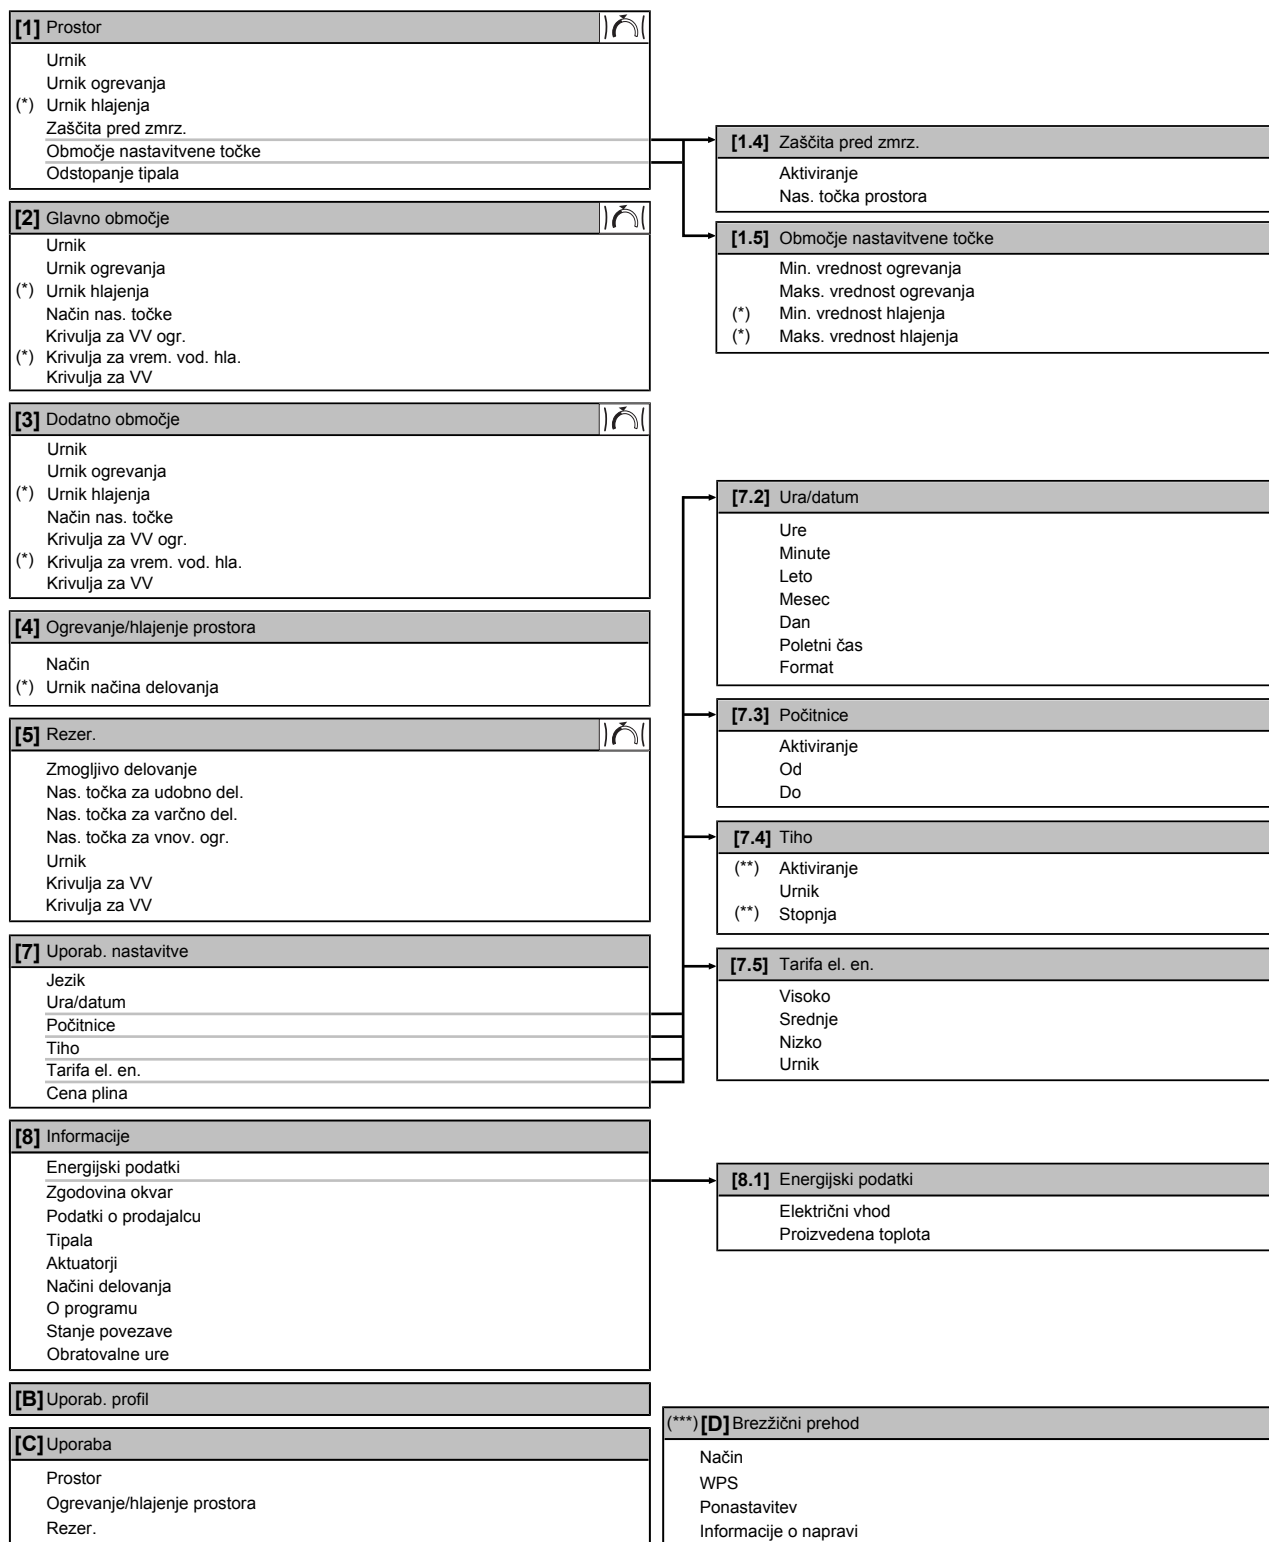 [1] Prostor
Urnik
Urnik ogrevanja
(*) Urnik hlajenja
Zaščita pred zmrz.
Območje nastavitvene točke
Odstopanje tipala
[1.4] Zaščita pred zmrz.
Aktiviranje
Nas. točka prostora
[2] Glavno območje
Urnik
Urnik ogrevanja
(*) Urnik hlajenja
Način nas. točke
Krivulja za VV ogr.
(*) Krivulja za vrem. vod. hla.
Krivulja za VV
[1.5] Območje nastavitvene točke
Min. vrednost ogrevanja
Maks. vrednost ogrevanja
(*) Min. vrednost hlajenja
(*) Maks. vrednost hlajenja
[3] Dodatno območje
Urnik
Urnik ogrevanja
(*) Urnik hlajenja
Način nas. točke
Krivulja za VV ogr.
(*) Krivulja za vrem. vod. hla.
Krivulja za VV
[4] Ogrevanje/hlajenje prostora
Način
(*) Urnik načina delovanja
[5] Rezer.
Zmogljivo delovanje
Nas. točka za udobno del.
Nas. točka za varčno del.
Nas. točka za vnov. ogr.
Urnik
Krivulja za VV
Krivulja za VV
[7] Uporab. nastavitve
Jezik
Ura/datum
Počitnice
Tiho
Tarifa el. en.
Cena plina
[7.2] Ura/datum
Ure
Minute
Leto
Mesec
Dan
Poletni čas
Format
[7.3] Počitnice
Aktiviranje
Od
Do
[7.4] Tiho
(**) Aktiviranje
Urnik
(**) Stopnja
[7.5] Tarifa el. en.
Visoko
Srednje
Nizko
Urnik
[8] Informacije
Energijski podatki
Zgodovina okvar
Podatki o prodajalcu
Tipala
Aktuatorji
Načini delovanja
O programu
Stanje povezave
Obratovalne ure
[8.1] Energijski podatki
Električni vhod
Proizvedena toplota
[B] Uporab. profil
[C] Uporaba
Prostor
Ogrevanje/hlajenje prostora
Rezer.
(***) [D] Brezžični prehod
Način
WPS
Ponastavitev
Informacije o napravi